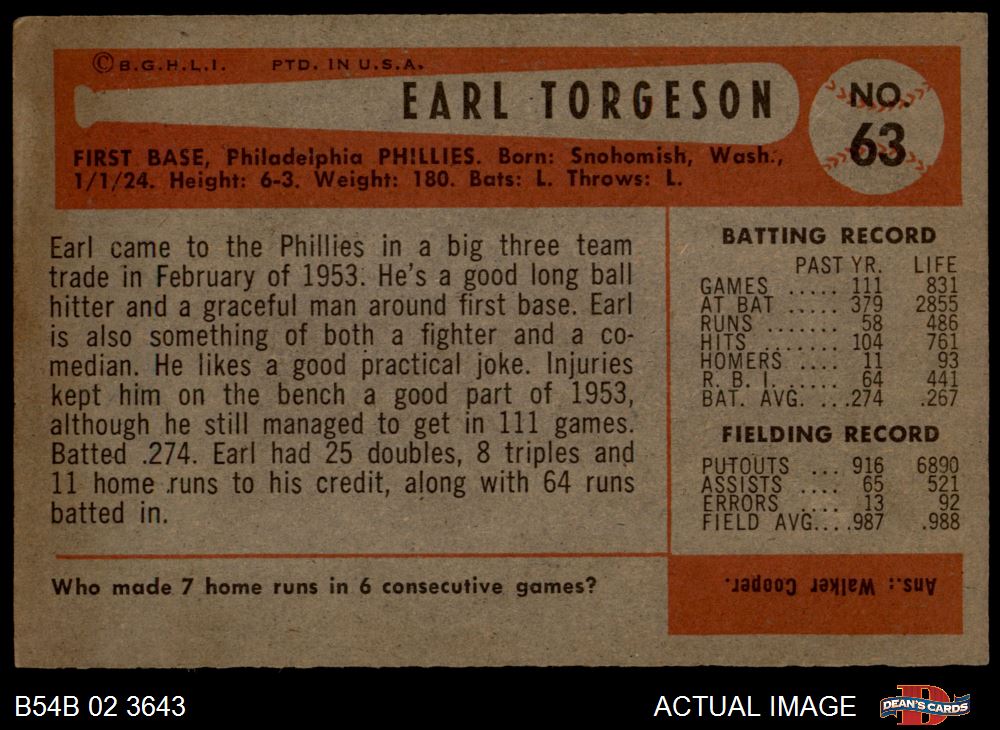 ©B.G.H.L.I. PTD. IN U.S.A.
EARL TORGESON
NO.
63
FIRST BASE, Philadelphia PHILLIES. Born: Snohomish, Wash.,
1/1/24. Height: 6-3. Weight: 180. Bats: L. Throws: L.
Earl came to the Phillies in a big three team
trade in February of 1953. He's a good long ball
hitter and a graceful man around first base. Earl
is also something of both a fighter and a co-
median. He likes a good practical joke. Injuries
kept him on the bench a good part of 1953,
although he still managed to get in 111 games.
Batted .274. Earl had 25 doubles, 8 triples and
11 home runs to his credit, along with 64 runs
batted in.
BATTING RECORD
PAST YR. LIFE
GAMES ..... 111 831
AT BAT ..... 379 2855
RUNS ....... 58 486
HITS ........ 104 761
HOMERS .... 11 93
R. B. I. ...... 64 441
BAT. AVG. ...274 .267
FIELDING RECORD
PUTOUTS ... 916 6890
ASSISTS .... 65 521
ERRORS .... 13 92
FIELD AVG....987 .988
Who made 7 home runs in 6 consecutive games?
Ans.: Walker Cooper.
B54B 02 3643
ACTUAL IMAGE
D
DEAN'S CARDS